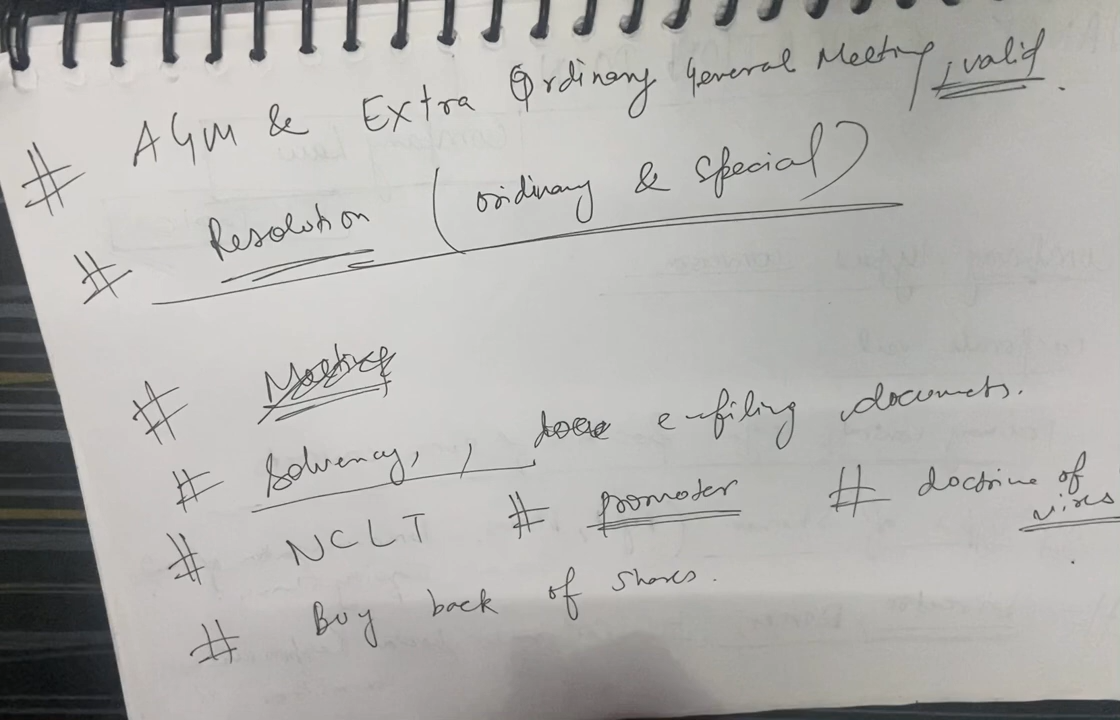 # AGM & Extra Ordinary General Meeting, valid.
# Resolution (ordinary & special)
# Meeting
# Solvency, , e-filing documets.
# NCLT # promoter # doctrine of vires
# Buy back of shares.